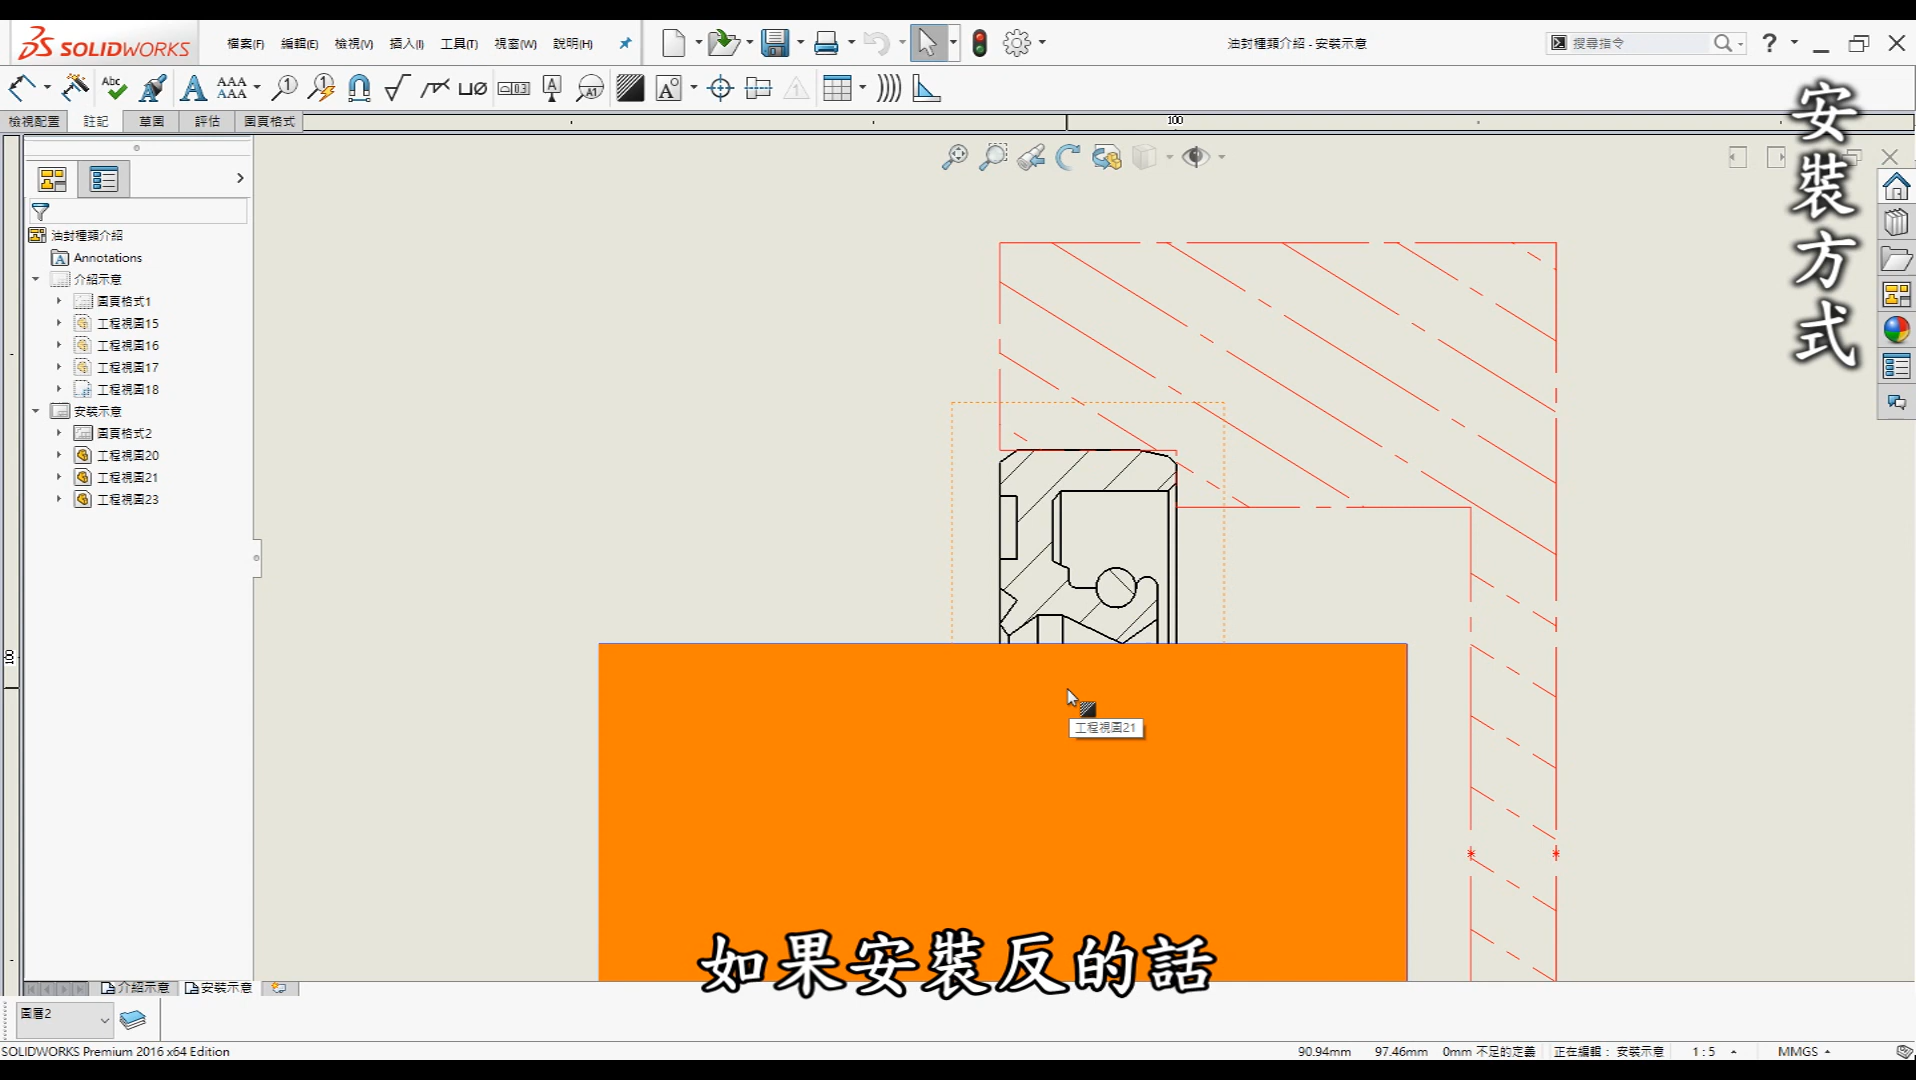 SOLIDWORKS
檔案(F) 編輯(E) 檢視(V) 插入(I) 工具(T) 視窗(W) 說明(H)
油封種類介紹 - 安裝示意
搜尋指令
檢視配置 註記 草圖 評估 圖頁格式
100
油封種類介紹
Annotations
介紹示意
圖頁格式1
工程視圖15
工程視圖16
工程視圖17
工程視圖18
安裝示意
圖頁格式2
工程視圖20
工程視圖21
工程視圖23
100
安裝方式
工程視圖21
如果安裝反的話
介紹示意 安裝示意
圖層2
SOLIDWORKS Premium 2016 x64 Edition
90.94mm 97.46mm 0mm 不足的定義 正在編輯： 安裝示意 1 : 5 MMGS